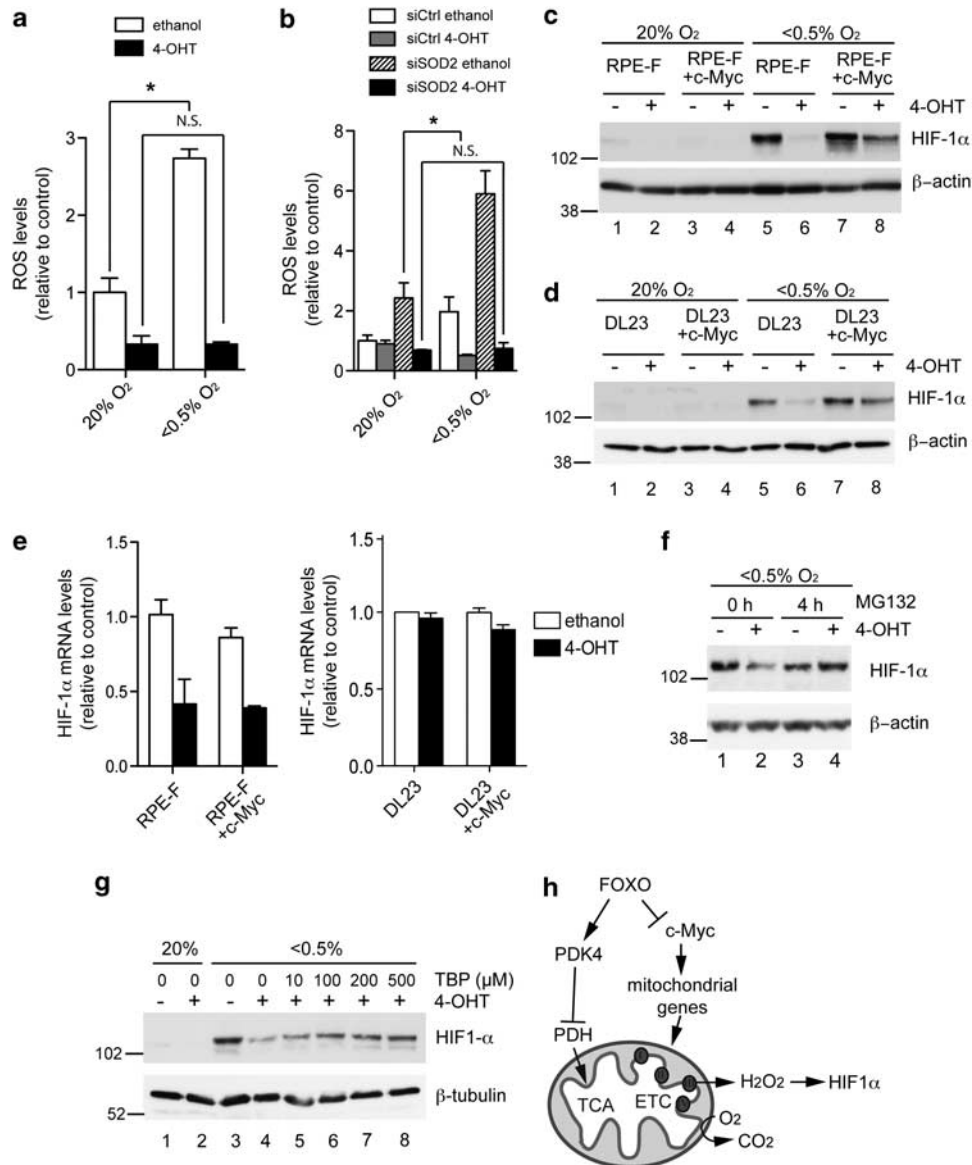 a
ethanol
4-OHT
*
N.S.
ROS levels
(relative to control)
3
2
1
0
20% O2
<0.5% O2
b
siCtrl ethanol
siCtrl 4-OHT
siSOD2 ethanol
siSOD2 4-OHT
*
N.S.
ROS levels
(relative to control)
8
6
4
2
0
20% O2
<0.5% O2
c
20% O2 <0.5% O2
RPE-F RPE-F +c-Myc RPE-F RPE-F +c-Myc
- + - + - + - + 4-OHT
HIF-1α
102
β–actin
38
1 2 3 4 5 6 7 8
d
20% O2 <0.5% O2
DL23 DL23 +c-Myc DL23 DL23 +c-Myc
- + - + - + - + 4-OHT
HIF-1α
102
β–actin
38
1 2 3 4 5 6 7 8
e
HIF-1α mRNA levels
(relative to control)
1.5
1.0
0.5
0.0
RPE-F
RPE-F
+c-Myc
HIF-1α mRNA levels
(relative to control)
1.5
1.0
0.5
0.0
DL23
DL23
+c-Myc
ethanol
4-OHT
f
<0.5% O2
0 h 4 h MG132
- + - + 4-OHT
HIF-1α
102
β–actin
38
1 2 3 4
g
20% <0.5%
0 0 0 0 10 100 200 500 TBP (µM)
- + - + + + + + 4-OHT
HIF1-α
102
β-tubulin
52
1 2 3 4 5 6 7 8
h
FOXO
c-Myc
PDK4
mitochondrial
genes
PDH
TCA
ETC
H2O2
HIF1α
O2
CO2